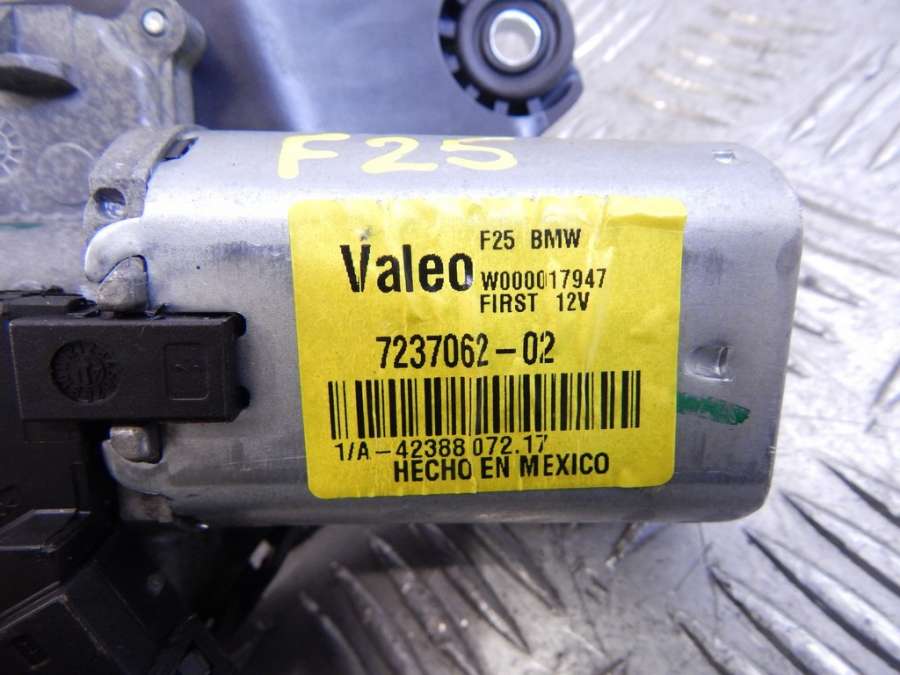 F25
Valeo
F25 BMW
W000017947
FIRST 12V
7237062-02
1/A-42388 072.17
HECHO EN MEXICO